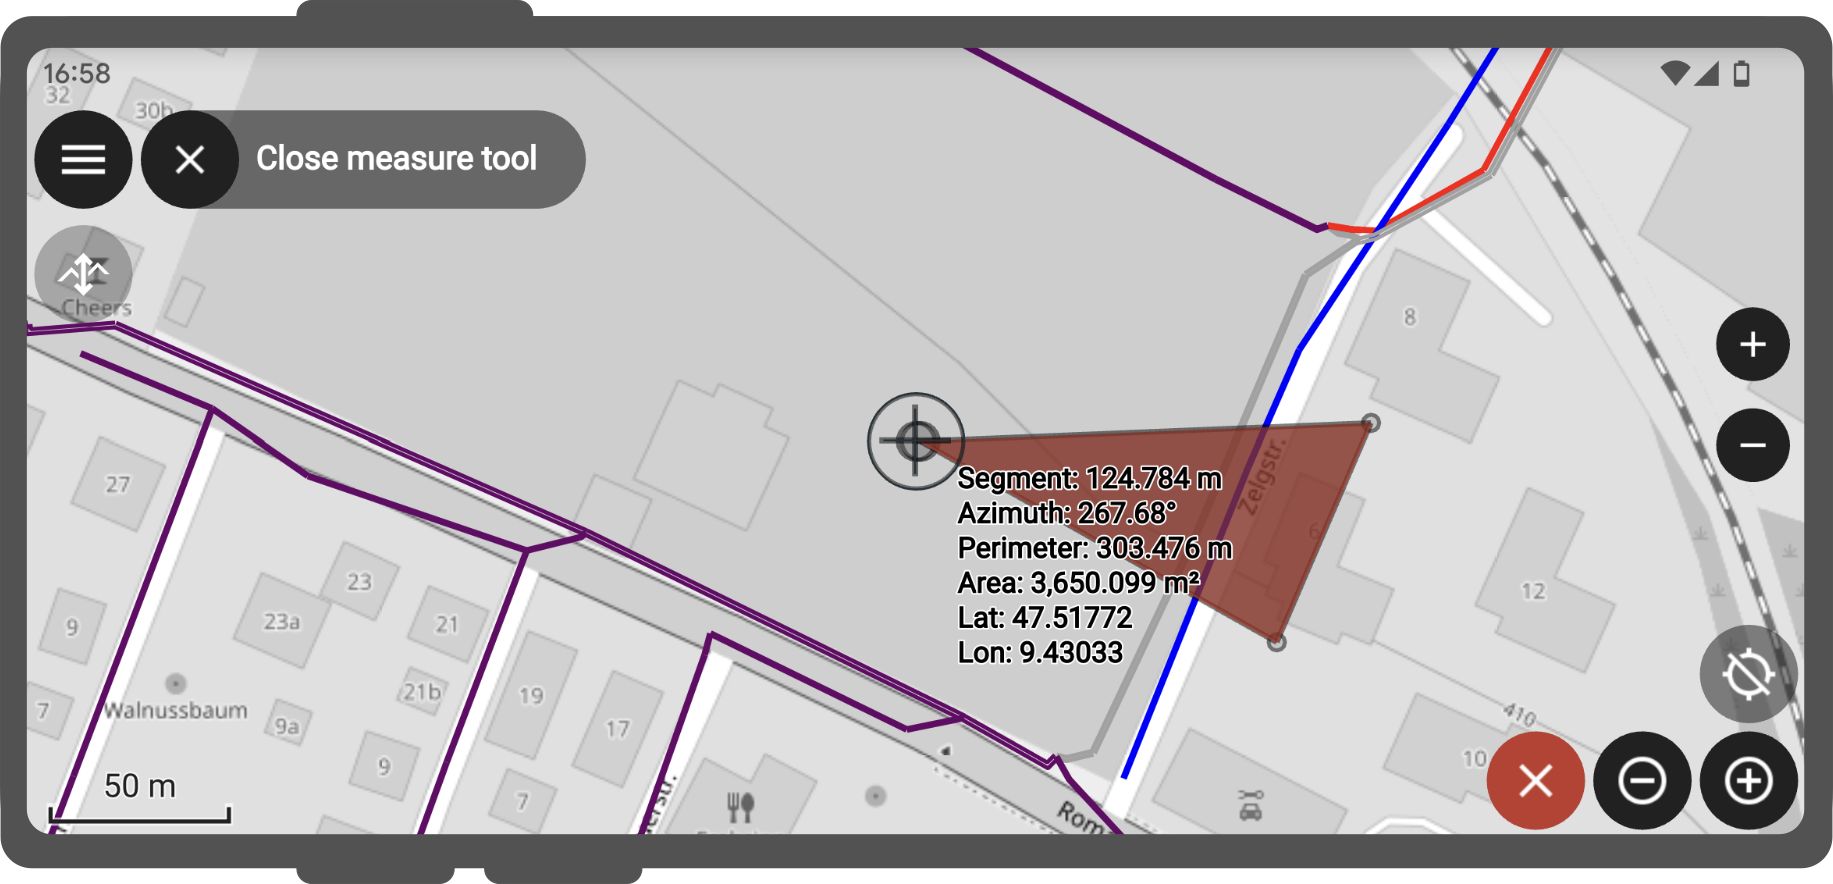 16:58
32
30b
Close measure tool
Cheers
8
27
Segment: 124.784 m
Azimuth: 267.68°
Perimeter: 303.476 m
Area: 3,650.099 m²
Lat: 47.51772
Lon: 9.43033
Zelgstr.
6
12
23
23a
21
9
21b
19
17
7
Walnussbaum
9a
9
7
410
10
50 m
Rom